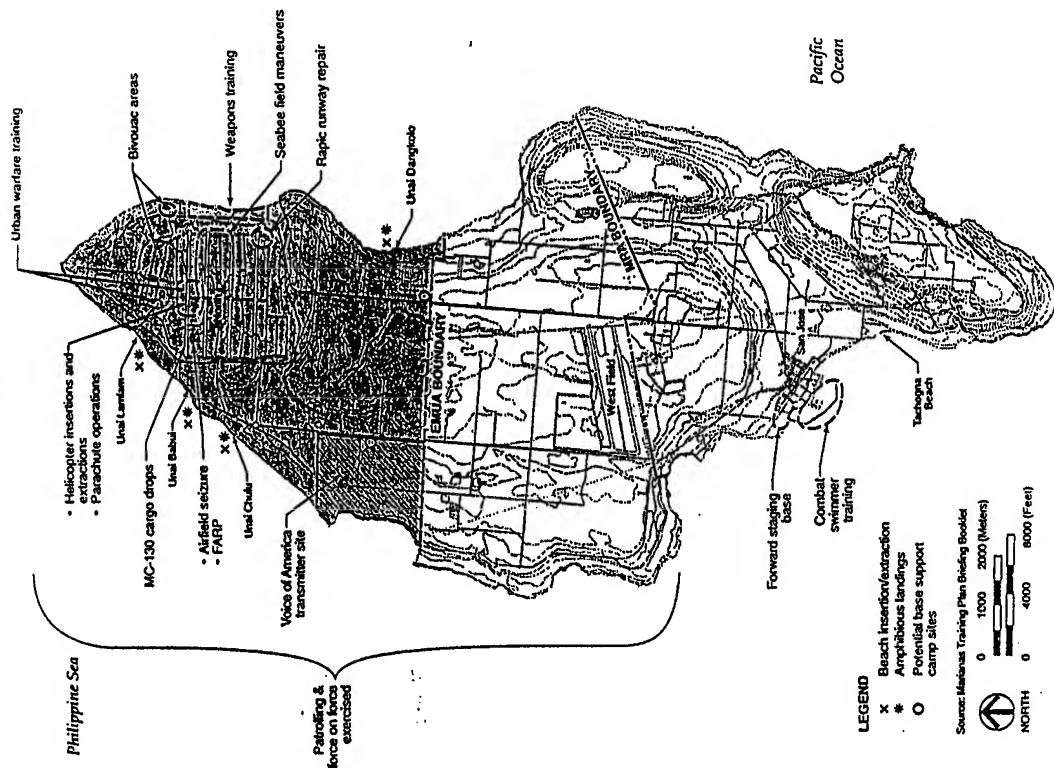 Urban warfare training
Bivouac areas
Weapons training
Seabee field maneuvers
Rapic runway repair
Unai Dangkolo
• Helicopter insertions and
extractions
• Parachute operations
Unai Lamlam
MC-130 cargo drops
Unai Babui
• Airfield seizure
• FARP
Unai Chulu
Voice of America
transmitter site
Philippine Sea
Patrolling &
force on force
exercised
EMUA BOUNDARY
MRA BOUNDARY
West Field
San Jose
Pacific
Ocean
Forward staging
base
Combat
swimmer
training
Tachogna
Beach
LEGEND
x Beach insertion/extraction
* Amphibious landings
O Potential base support
camp sites
Source: Marianas Training Plan Briefing Booklet
0 1000 2000 (Meters)
0 4000 8000 (Feet)
NORTH